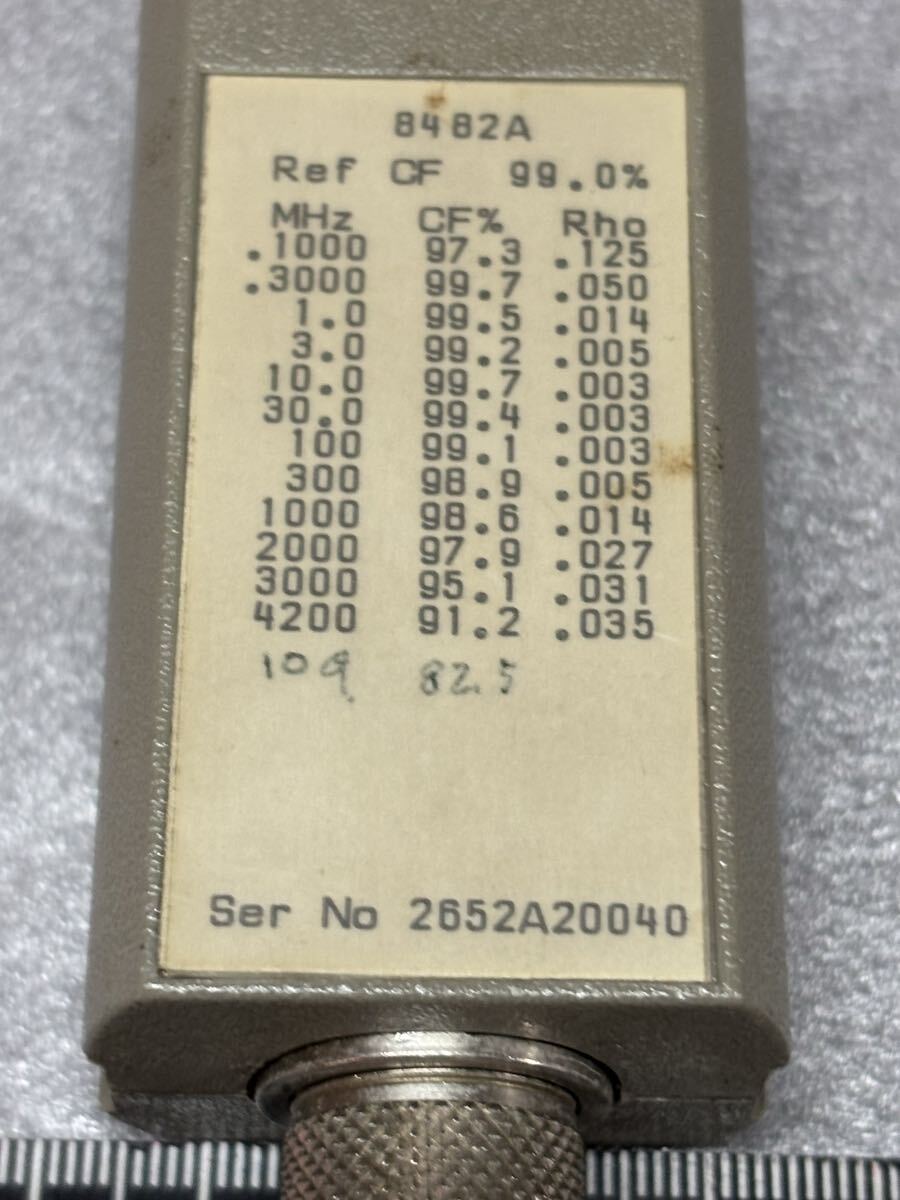 8482A
Ref CF 99.0%
MHz CF% Rho
.1000 97.3 .125
.3000 99.7 .050
1.0 99.5 .014
3.0 99.2 .005
10.0 99.7 .003
30.0 99.4 .003
100 99.1 .003
300 98.9 .005
1000 98.6 .014
2000 97.9 .027
3000 95.1 .031
4200 91.2 .035
10g 82.5
Ser No 2652A20040